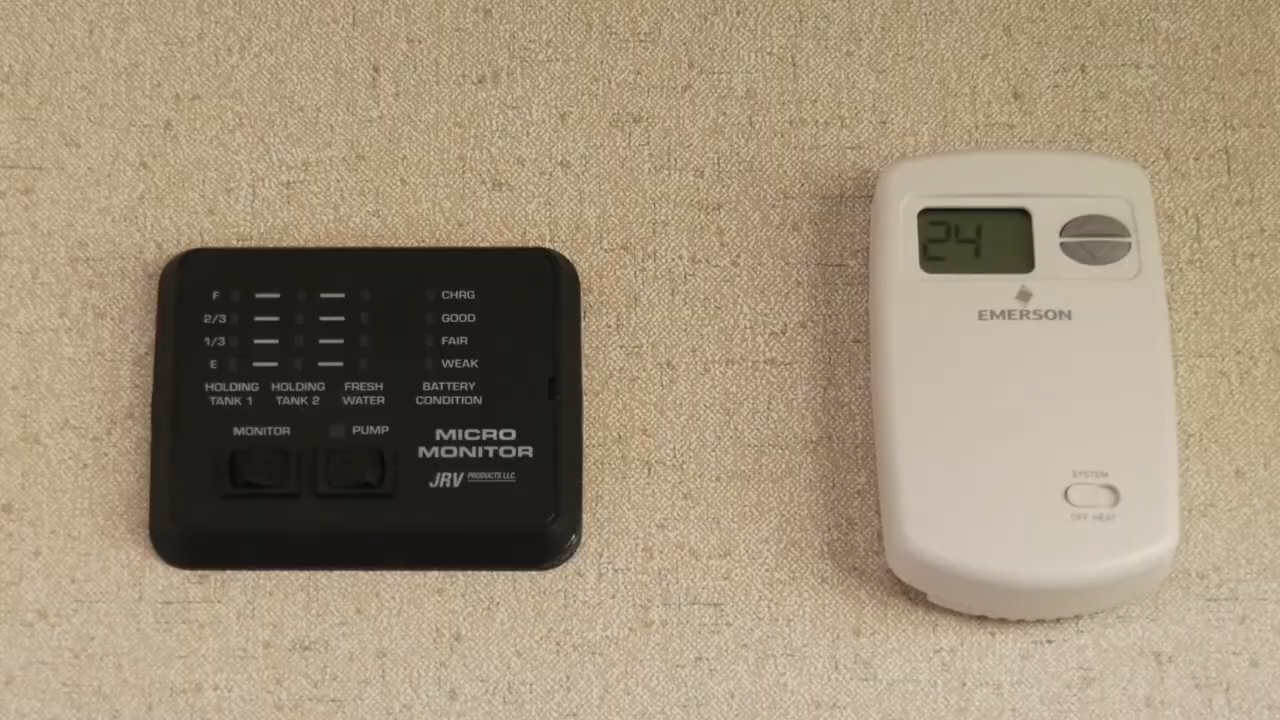 F
CHRG
2/3
GOOD
1/3
FAIR
E
WEAK
HOLDING TANK 1
HOLDING TANK 2
FRESH WATER
BATTERY CONDITION
MONITOR
PUMP
MICRO
MONITOR
JRV PRODUCTS LLC.
24
EMERSON
SYSTEM
OFF HEAT